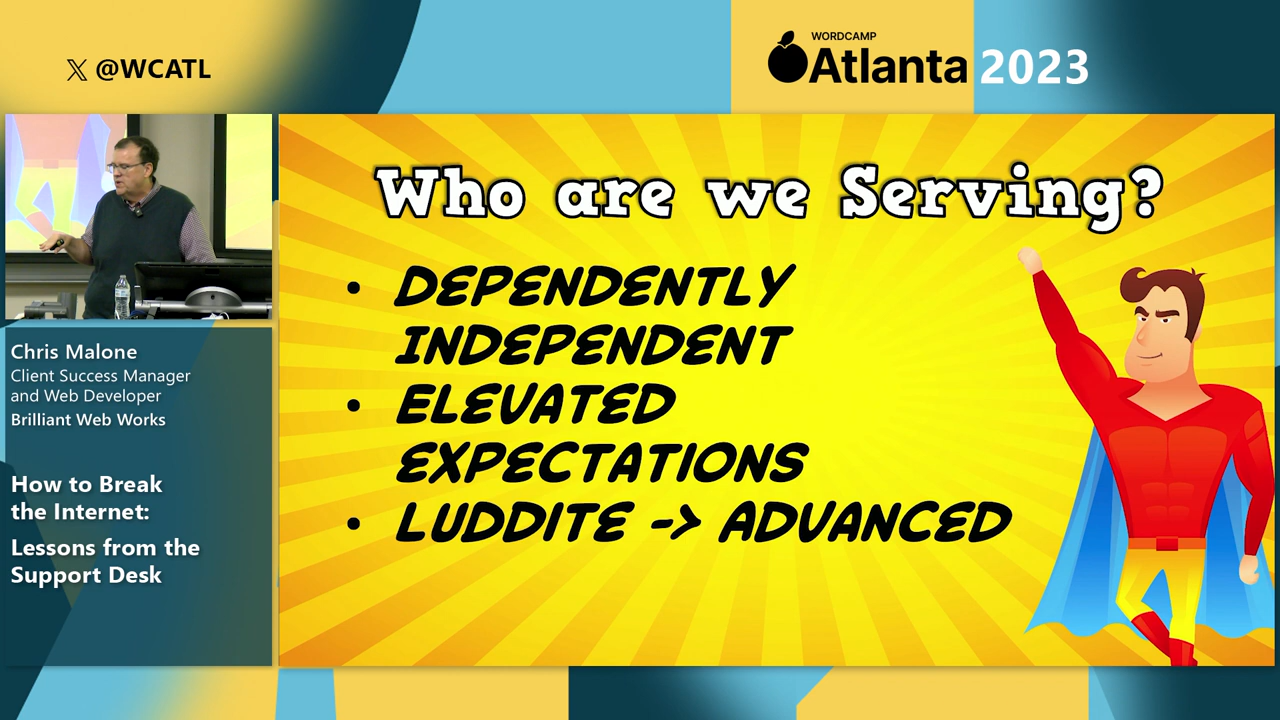 𝕏 @WCATL
WORDCAMP
Atlanta 2023
Who are we Serving?
• DEPENDENTLY
INDEPENDENT
• ELEVATED
EXPECTATIONS
• LUDDITE -> ADVANCED
Chris Malone
Client Success Manager
and Web Developer
Brilliant Web Works
How to Break
the Internet:
Lessons from the
Support Desk